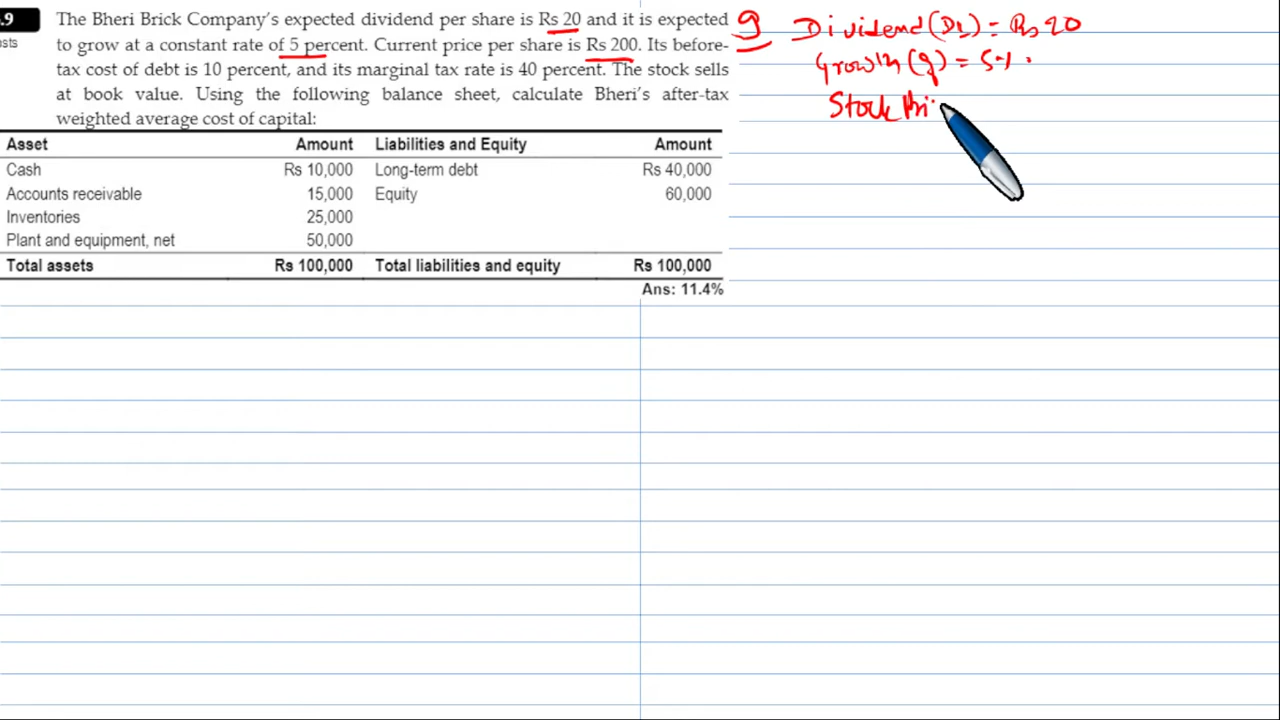 .9
osts
The Bheri Brick Company's expected dividend per share is Rs 20 and it is expected
to grow at a constant rate of 5 percent. Current price per share is Rs 200. Its before-
tax cost of debt is 10 percent, and its marginal tax rate is 40 percent. The stock sells
at book value. Using the following balance sheet, calculate Bheri's after-tax
weighted average cost of capital:
Asset Amount Liabilities and Equity Amount
Cash Rs 10,000 Long-term debt Rs 40,000
Accounts receivable 15,000 Equity 60,000
Inventories 25,000
Plant and equipment, net 50,000
Total assets Rs 100,000 Total liabilities and equity Rs 100,000
Ans: 11.4%
9 Dividend (D1) = Rs 20
Growth (g) = 5%.
Stock Pri